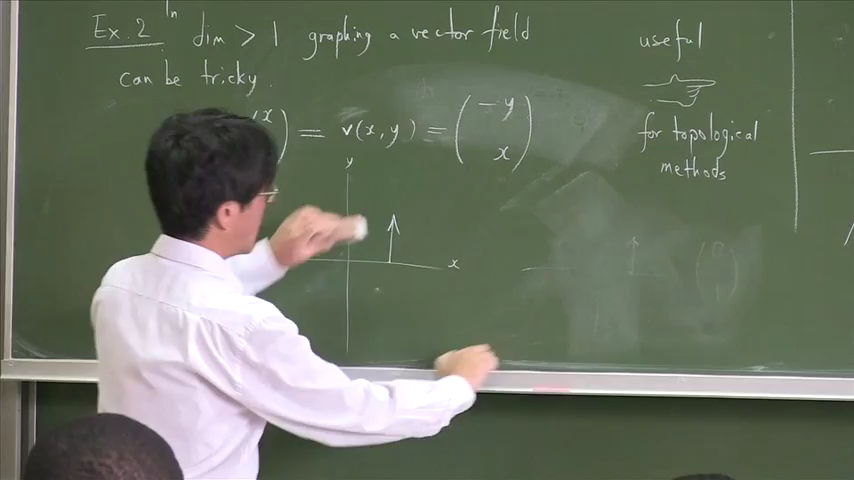 Ex. 2 In dim > 1 graphing a vector field
can be tricky.
useful
for topological
methods
x) = v(x, y) = (-y
x)
y
x